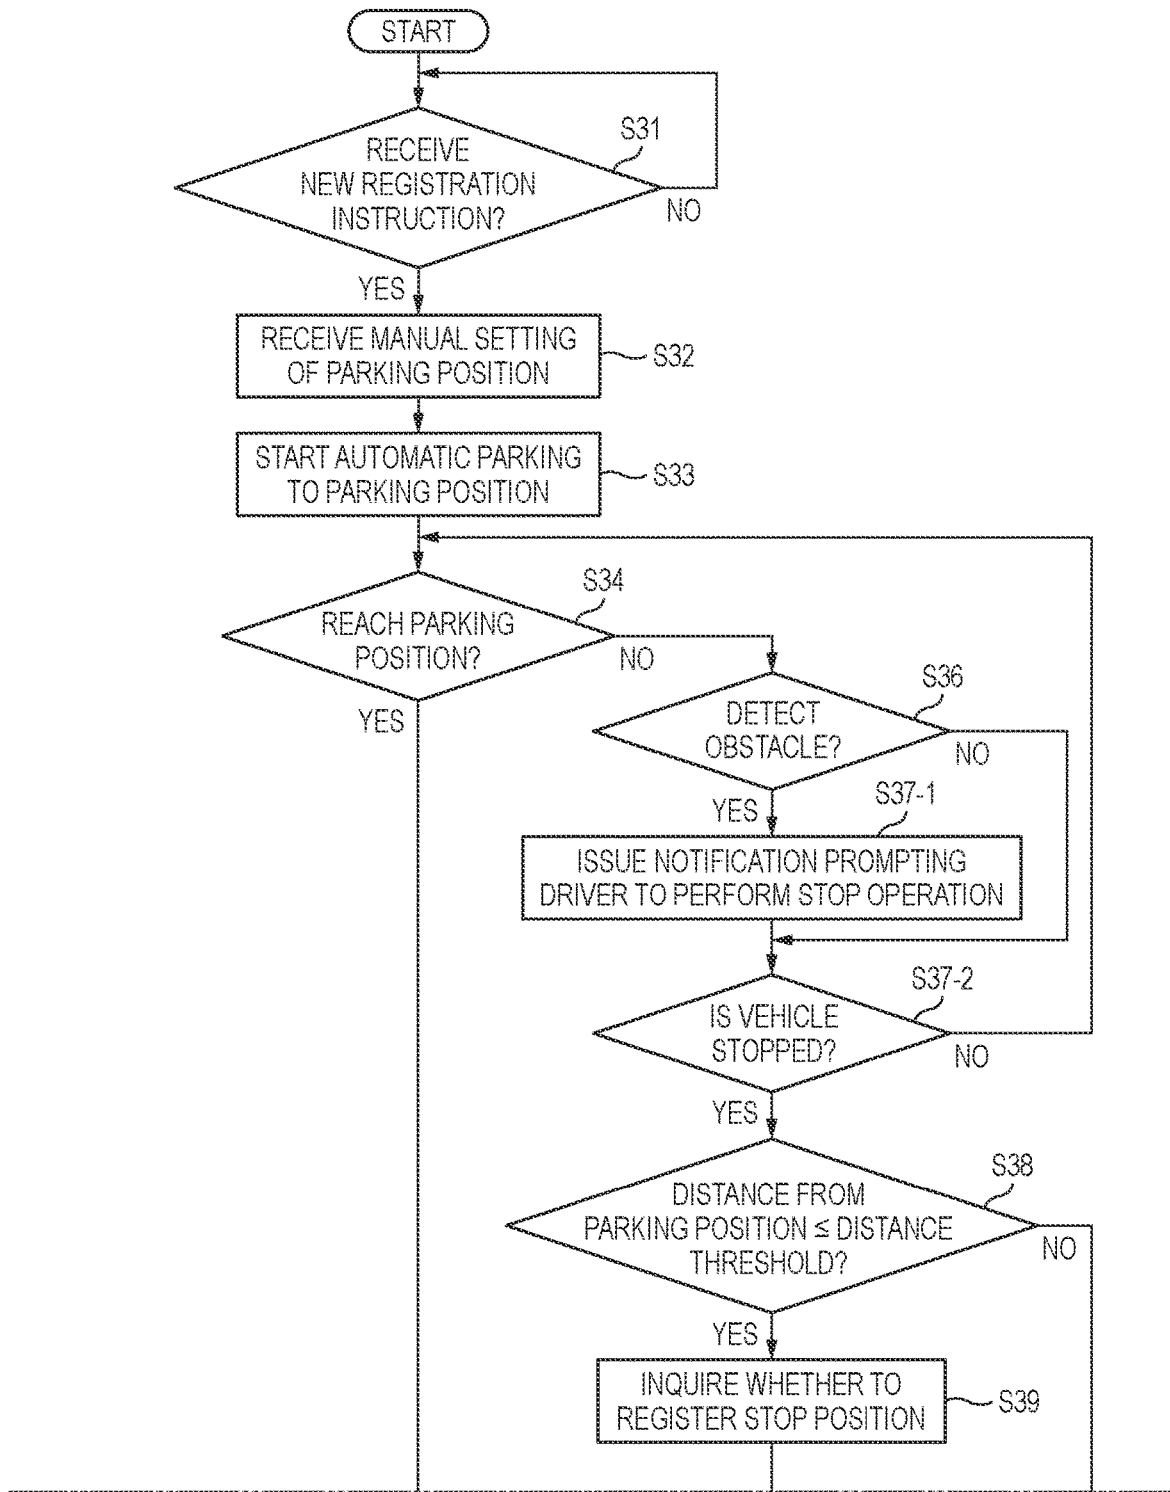 START
RECEIVE
NEW REGISTRATION
INSTRUCTION?
S31
NO
YES
RECEIVE MANUAL SETTING
OF PARKING POSITION
S32
START AUTOMATIC PARKING
TO PARKING POSITION
S33
REACH PARKING
POSITION?
S34
NO
YES
DETECT
OBSTACLE?
S36
NO
YES
S37-1
ISSUE NOTIFICATION PROMPTING
DRIVER TO PERFORM STOP OPERATION
IS VEHICLE
STOPPED?
S37-2
NO
YES
DISTANCE FROM
PARKING POSITION ≤ DISTANCE
THRESHOLD?
S38
NO
YES
INQUIRE WHETHER TO
REGISTER STOP POSITION
S39